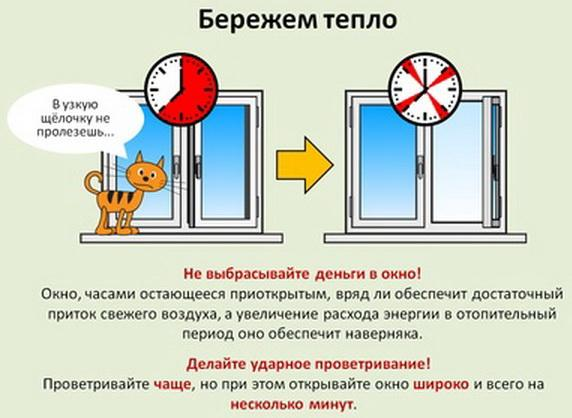 Бережем тепло
В узкую
щёлочку не
пролезешь...
Не выбрасывайте деньги в окно!
Окно, часами остающееся приоткрытым, вряд ли обеспечит достаточный
приток свежего воздуха, а увеличение расхода энергии в отопительный
период оно обеспечит наверняка.
Делайте ударное проветривание!
Проветривайте чаще, но при этом открывайте окно широко и всего на
несколько минут.